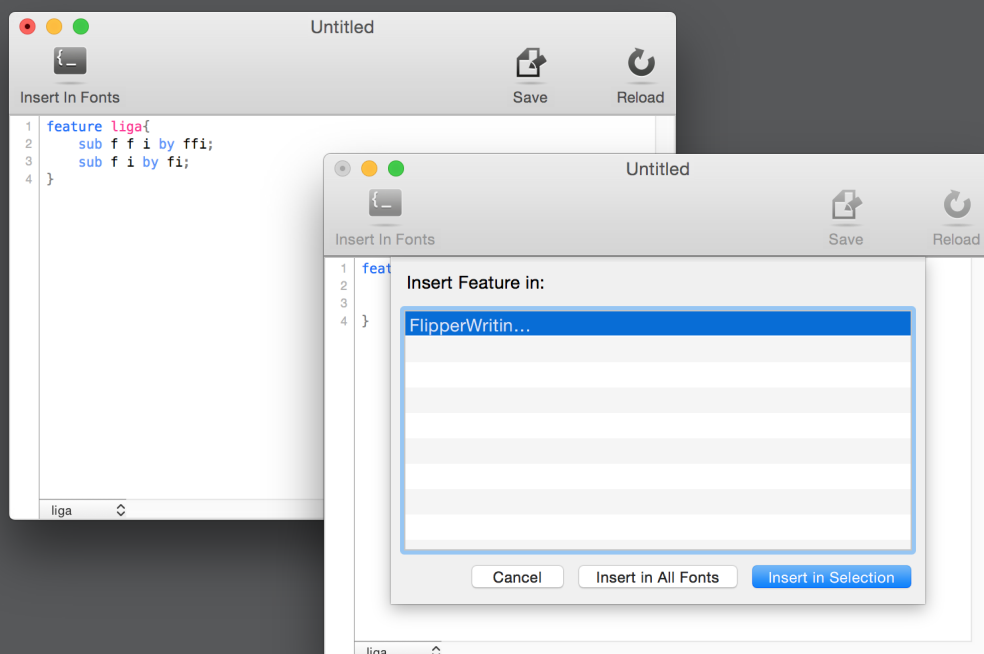 Untitled
Insert In Fonts
Save
Reload
1 feature liga{
2 sub f f i by ffi;
3 sub f i by fi;
4 }
liga
Untitled
Insert In Fonts
Save
Reload
1 feat
2
3
4 }
Insert Feature in:
FlipperWritin…
Cancel
Insert in All Fonts
Insert in Selection
liga